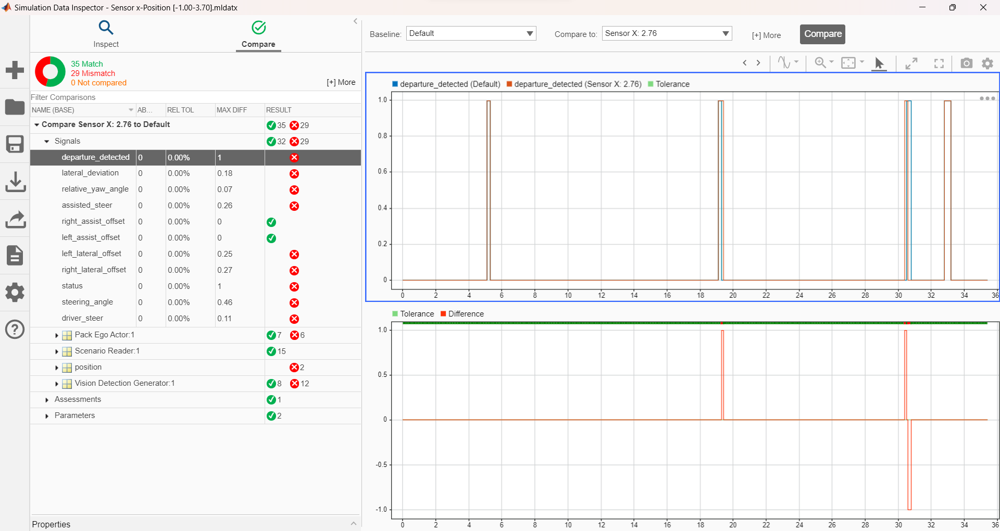 Simulation Data Inspector - Sensor x-Position [-1.00-3.70].mldatx
Inspect
Compare
35 Match
29 Mismatch
0 Not compared
[+] More
Filter Comparisons
NAME (BASE) AB... REL TOL MAX DIFF RESULT
Compare Sensor X: 2.76 to Default 35 29
Signals 32 29
departure_detected 0 0.00% 1
lateral_deviation 0 0.00% 0.18
relative_yaw_angle 0 0.00% 0.07
assisted_steer 0 0.00% 0.26
right_assist_offset 0 0.00% 0
left_assist_offset 0 0.00% 0
left_lateral_offset 0 0.00% 0.25
right_lateral_offset 0 0.00% 0.27
status 0 0.00% 1
steering_angle 0 0.00% 0.46
driver_steer 0 0.00% 0.11
Pack Ego Actor:1 7 6
Scenario Reader:1 15
position 2
Vision Detection Generator:1 8 12
Assessments 1
Parameters 2
Properties
Baseline: Default Compare to: Sensor X: 2.76 [+] More Compare
departure_detected (Default) departure_detected (Sensor X: 2.76) Tolerance
1.0
0.8
0.6
0.4
0.2
0
0 2 4 6 8 10 12 14 16 18 20 22 24 26 28 30 32 34 36
Tolerance Difference
1.0
0.5
0
-0.5
-1.0
0 2 4 6 8 10 12 14 16 18 20 22 24 26 28 30 32 34 36